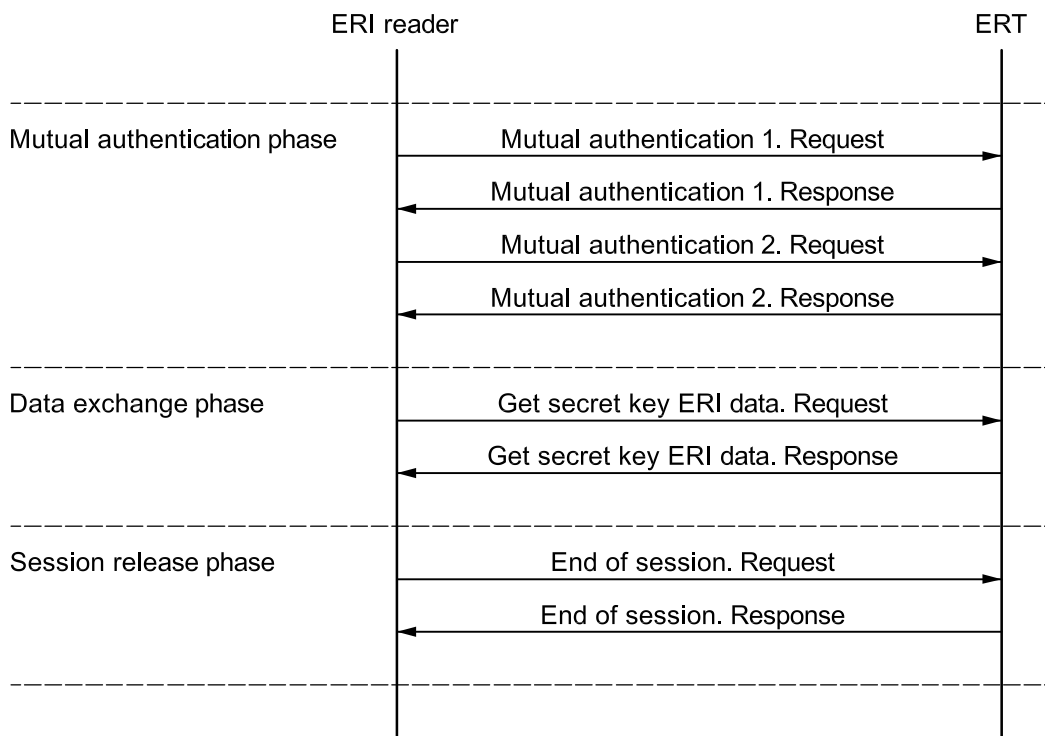 ERI reader
ERT
Mutual authentication phase
Mutual authentication 1. Request
Mutual authentication 1. Response
Mutual authentication 2. Request
Mutual authentication 2. Response
Data exchange phase
Get secret key ERI data. Request
Get secret key ERI data. Response
Session release phase
End of session. Request
End of session. Response